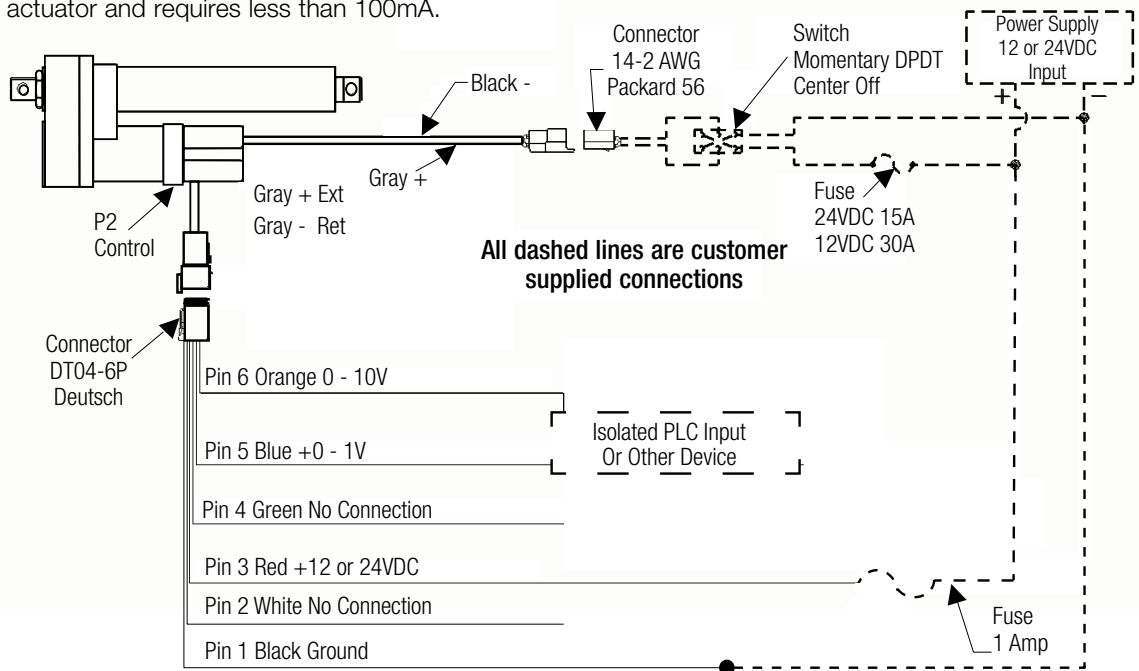 actuator and requires less than 100mA.
Connector
14-2 AWG
Packard 56
Switch
Momentary DPDT
Center Off
Power Supply
12 or 24VDC
Input
+
−
Black -
Gray +
Gray + Ext
Gray - Ret
P2
Control
Fuse
24VDC 15A
12VDC 30A
All dashed lines are customer
supplied connections
Connector
DT04-6P
Deutsch
Pin 6 Orange 0 - 10V
Isolated PLC Input
Or Other Device
Pin 5 Blue +0 - 1V
Pin 4 Green No Connection
Pin 3 Red +12 or 24VDC
Pin 2 White No Connection
Fuse
1 Amp
Pin 1 Black Ground